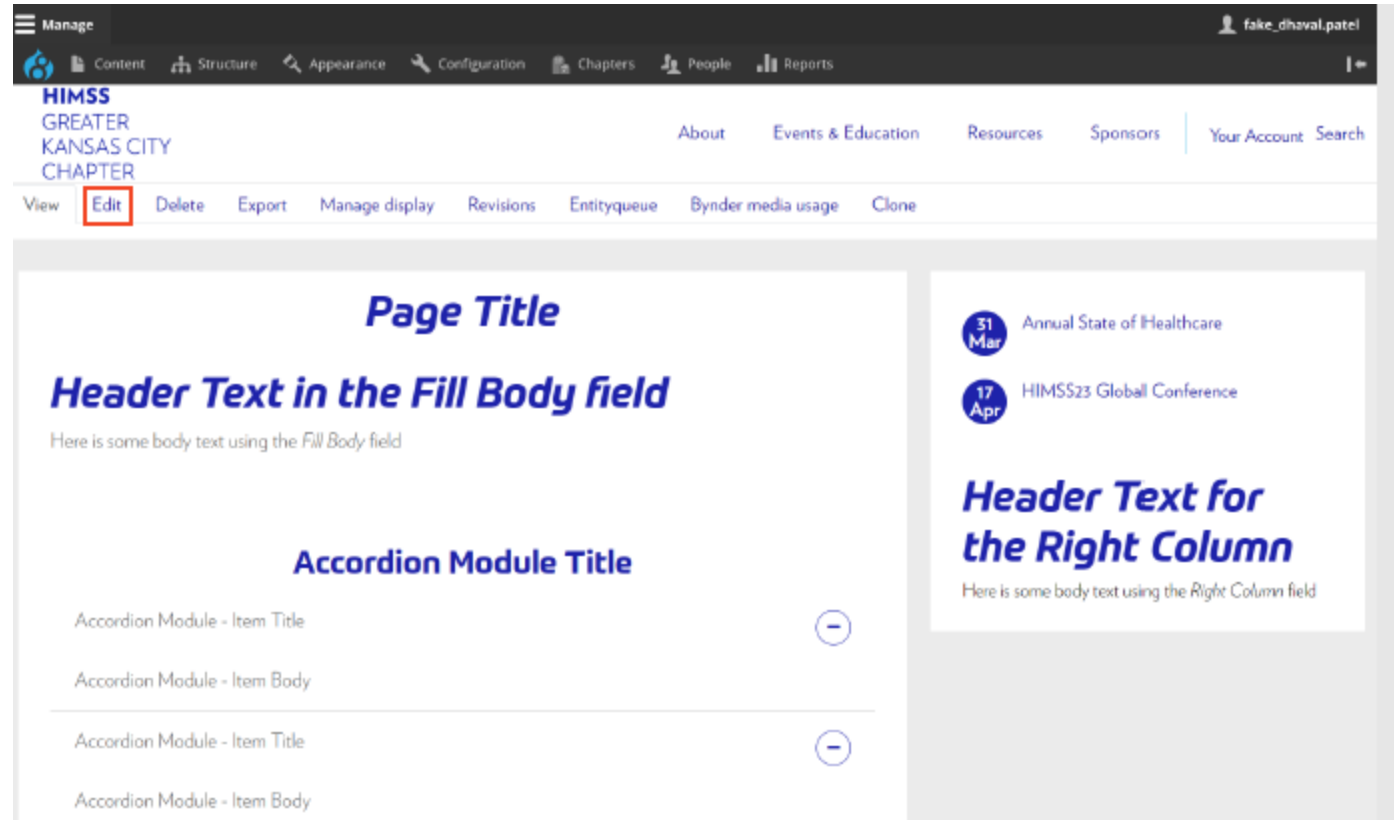 Manage
fake_dhaval.patel
Content Structure Appearance Configuration Chapters People Reports
HIMSS
GREATER
KANSAS CITY
CHAPTER
About Events & Education Resources Sponsors Your Account Search
View Edit Delete Export Manage display Revisions Entityqueue Bynder media usage Clone
Page Title
Header Text in the Fill Body field
Here is some body text using the Fill Body field
Accordion Module Title
Accordion Module - Item Title
Accordion Module - Item Body
Accordion Module - Item Title
Accordion Module - Item Body
31
Mar
Annual State of Healthcare
17
Apr
HIMSS23 Global Conference
Header Text for
the Right Column
Here is some body text using the Right Column field